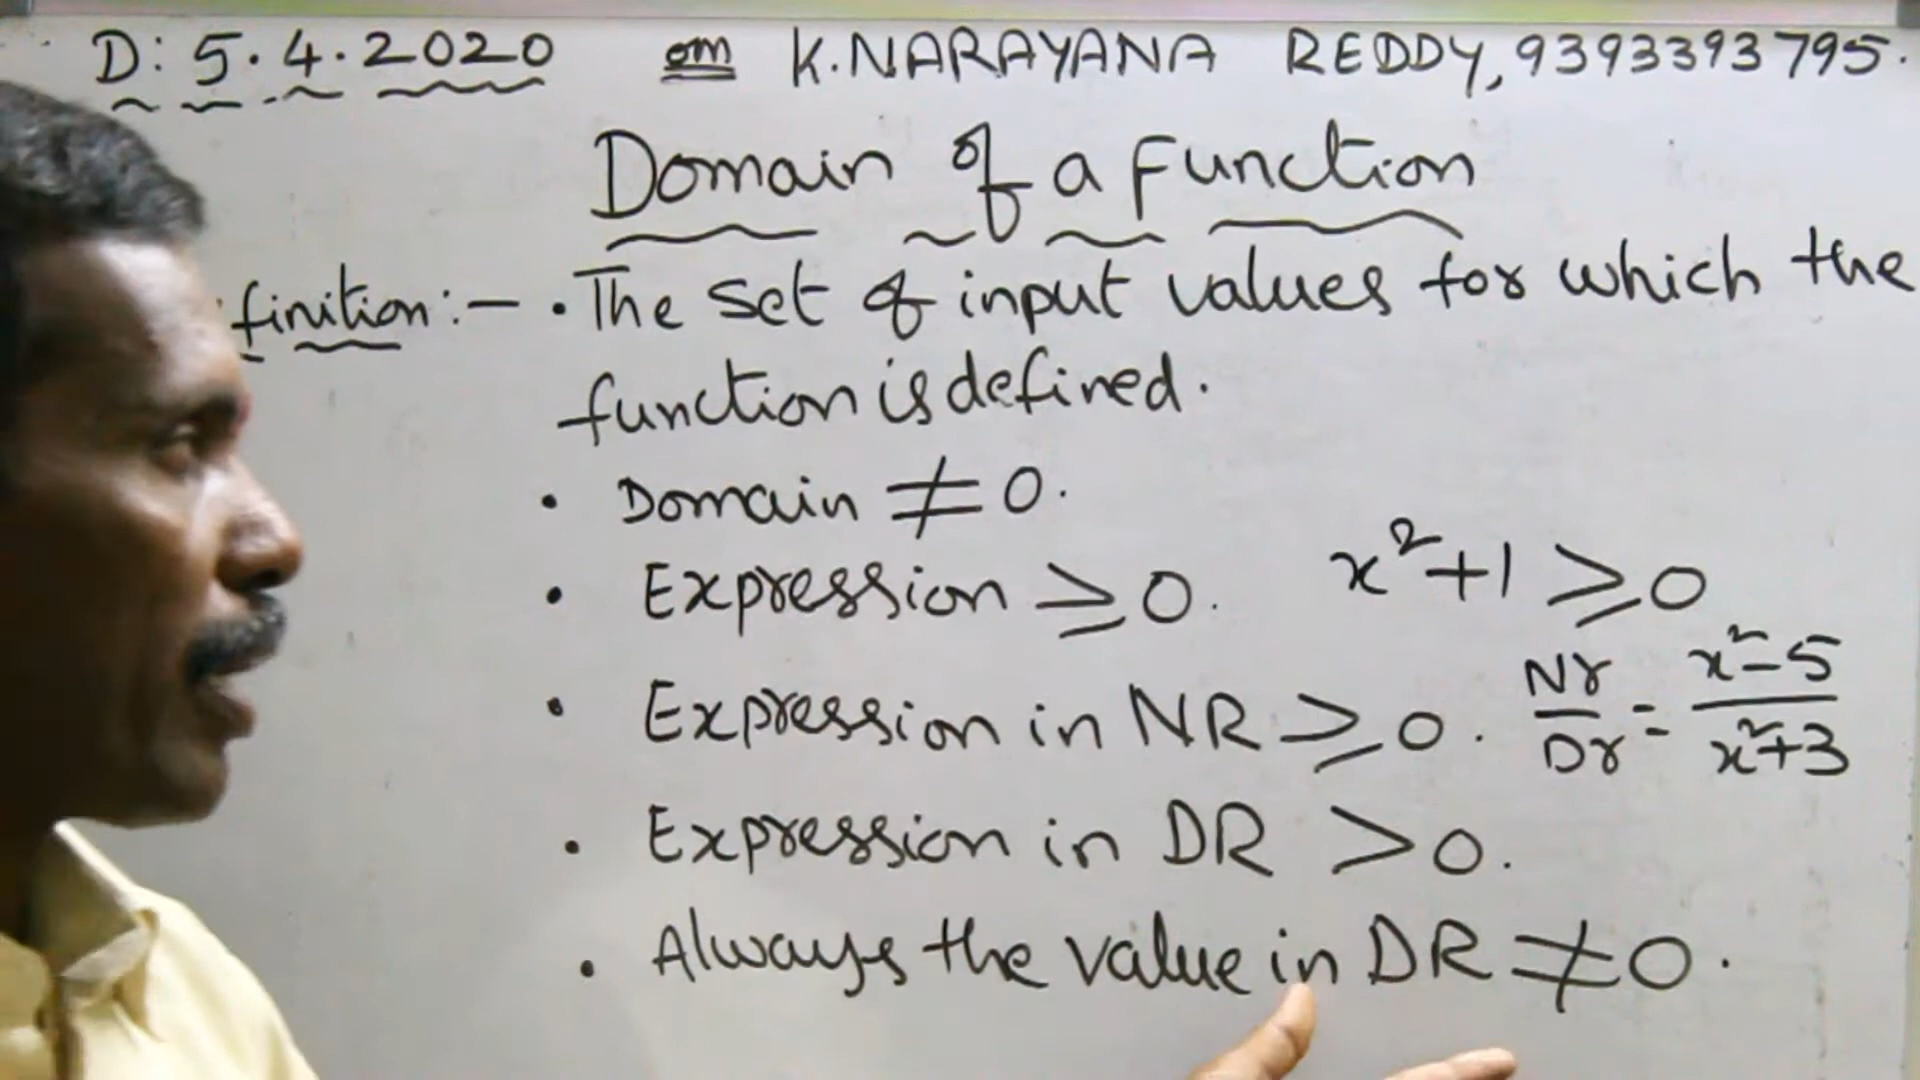 D: 5.4.2020 om K.NARAYANA REDDY, 9393393795.
Domain of a Function
finition:- • The set of input values for which the
function is defined.
• Domain ≠ 0.
• Expression ≥ 0. x²+1 ≥ 0
• Expression in NR ≥ 0. Nr/Dr = x²-5/x²+3
• Expression in DR > 0.
• Always the value in DR ≠ 0.